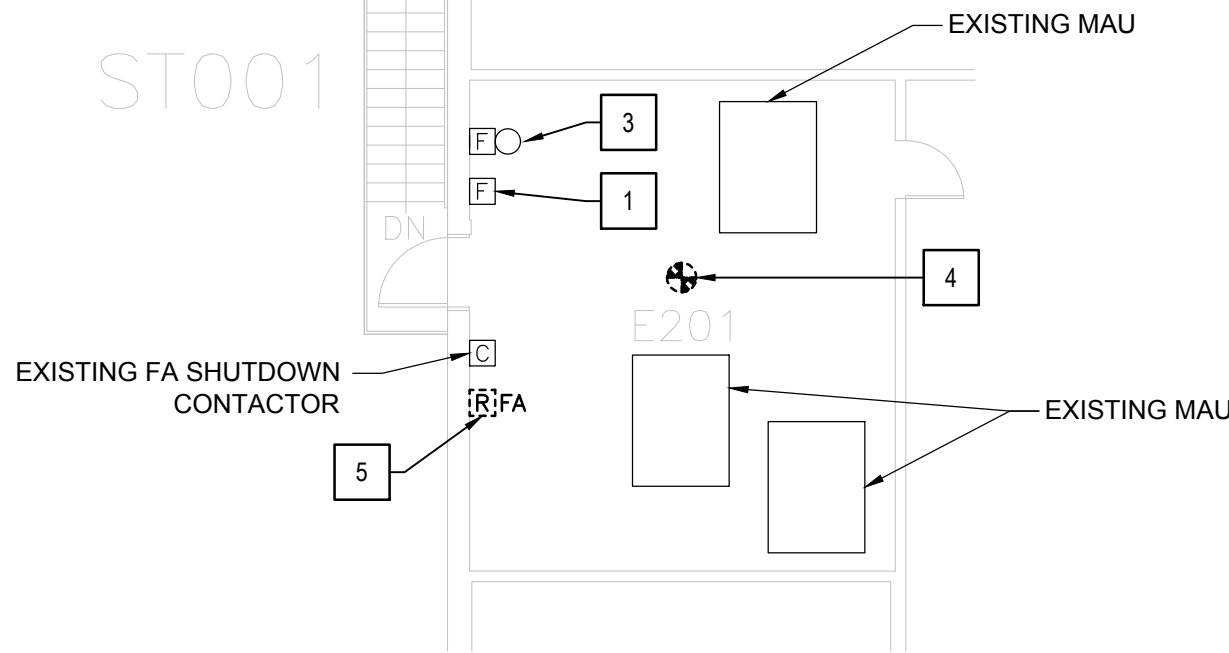 EXISTING MAU
ST001
3
F
F
1
DN
4
E201
C
EXISTING FA SHUTDOWN
CONTACTOR
R FA
EXISTING MAU
5